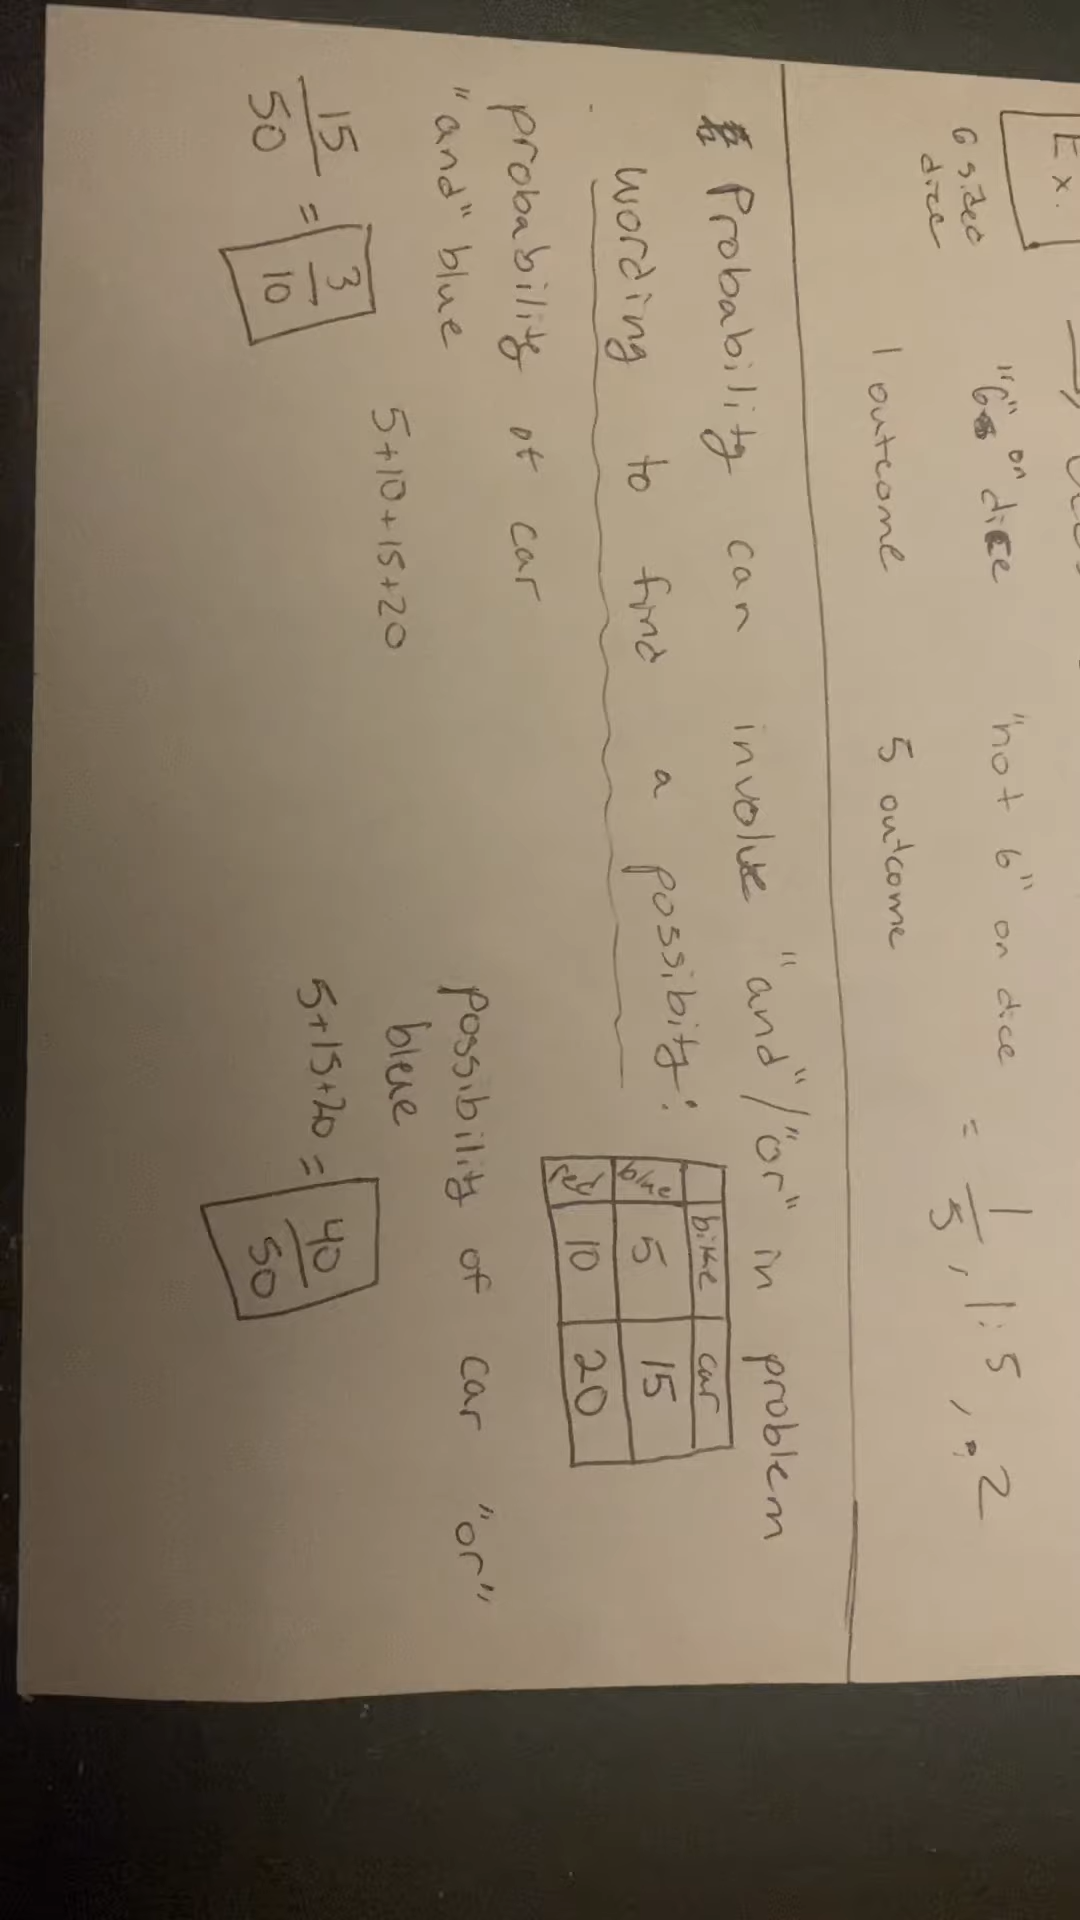 Ex.
6 sided
dice
"6" on dice
1 outcome
"not 6" on dice
5 outcome
= 1/5, 1:5, .2
Probability can involve "and"/"or" in problem
wording to find a possibity:
bike car
blue 5 15
red 10 20
probability of car
"and" blue
5+10+15+20
15/50 = 3/10
possibility of car "or"
blue
5+15+20 = 40/50